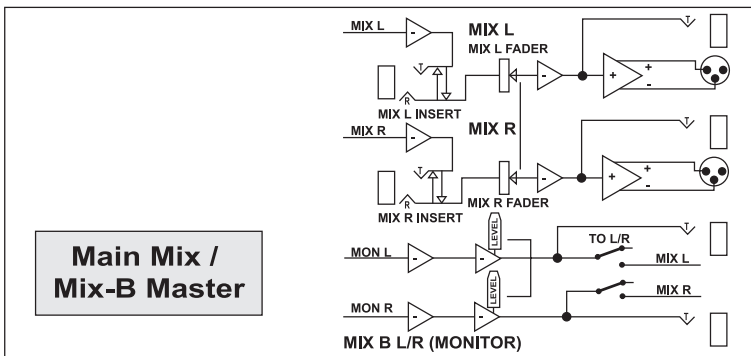 MIX L
MIX L
MIX L FADER
T
-
-
+
+
-
T
R
MIX L INSERT
MIX R
MIX R
T
-
-
+
+
-
T
R
MIX R INSERT
MIX R FADER
Main Mix /
Mix-B Master
LEVEL
T
TO L/R
MON L
-
-
MIX L
LEVEL
MIX R
MON R
-
-
T
MIX B L/R (MONITOR)